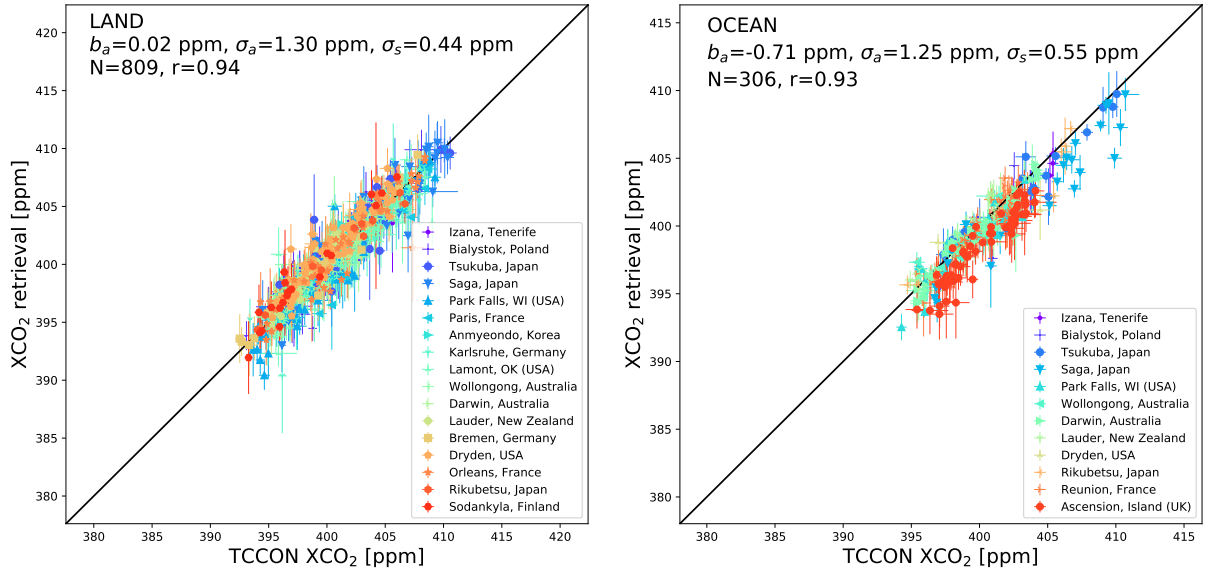 LAND
bₐ=0.02 ppm, σₐ=1.30 ppm, σₛ=0.44 ppm
N=809, r=0.94
XCO₂ retrieval [ppm]
420
415
410
405
400
395
390
385
380
Izana, Tenerife
Bialystok, Poland
Tsukuba, Japan
Saga, Japan
Park Falls, WI (USA)
Paris, France
Anmyeondo, Korea
Karlsruhe, Germany
Lamont, OK (USA)
Wollongong, Australia
Darwin, Australia
Lauder, New Zealand
Bremen, Germany
Dryden, USA
Orleans, France
Rikubetsu, Japan
Sodankyla, Finland
380 385 390 395 400 405 410 415 420
TCCON XCO₂ [ppm]
OCEAN
bₐ=-0.71 ppm, σₐ=1.25 ppm, σₛ=0.55 ppm
N=306, r=0.93
XCO₂ retrieval [ppm]
415
410
405
400
395
390
385
380
Izana, Tenerife
Bialystok, Poland
Tsukuba, Japan
Saga, Japan
Park Falls, WI (USA)
Wollongong, Australia
Darwin, Australia
Lauder, New Zealand
Dryden, USA
Rikubetsu, Japan
Reunion, France
Ascension, Island (UK)
380 385 390 395 400 405 410 415
TCCON XCO₂ [ppm]